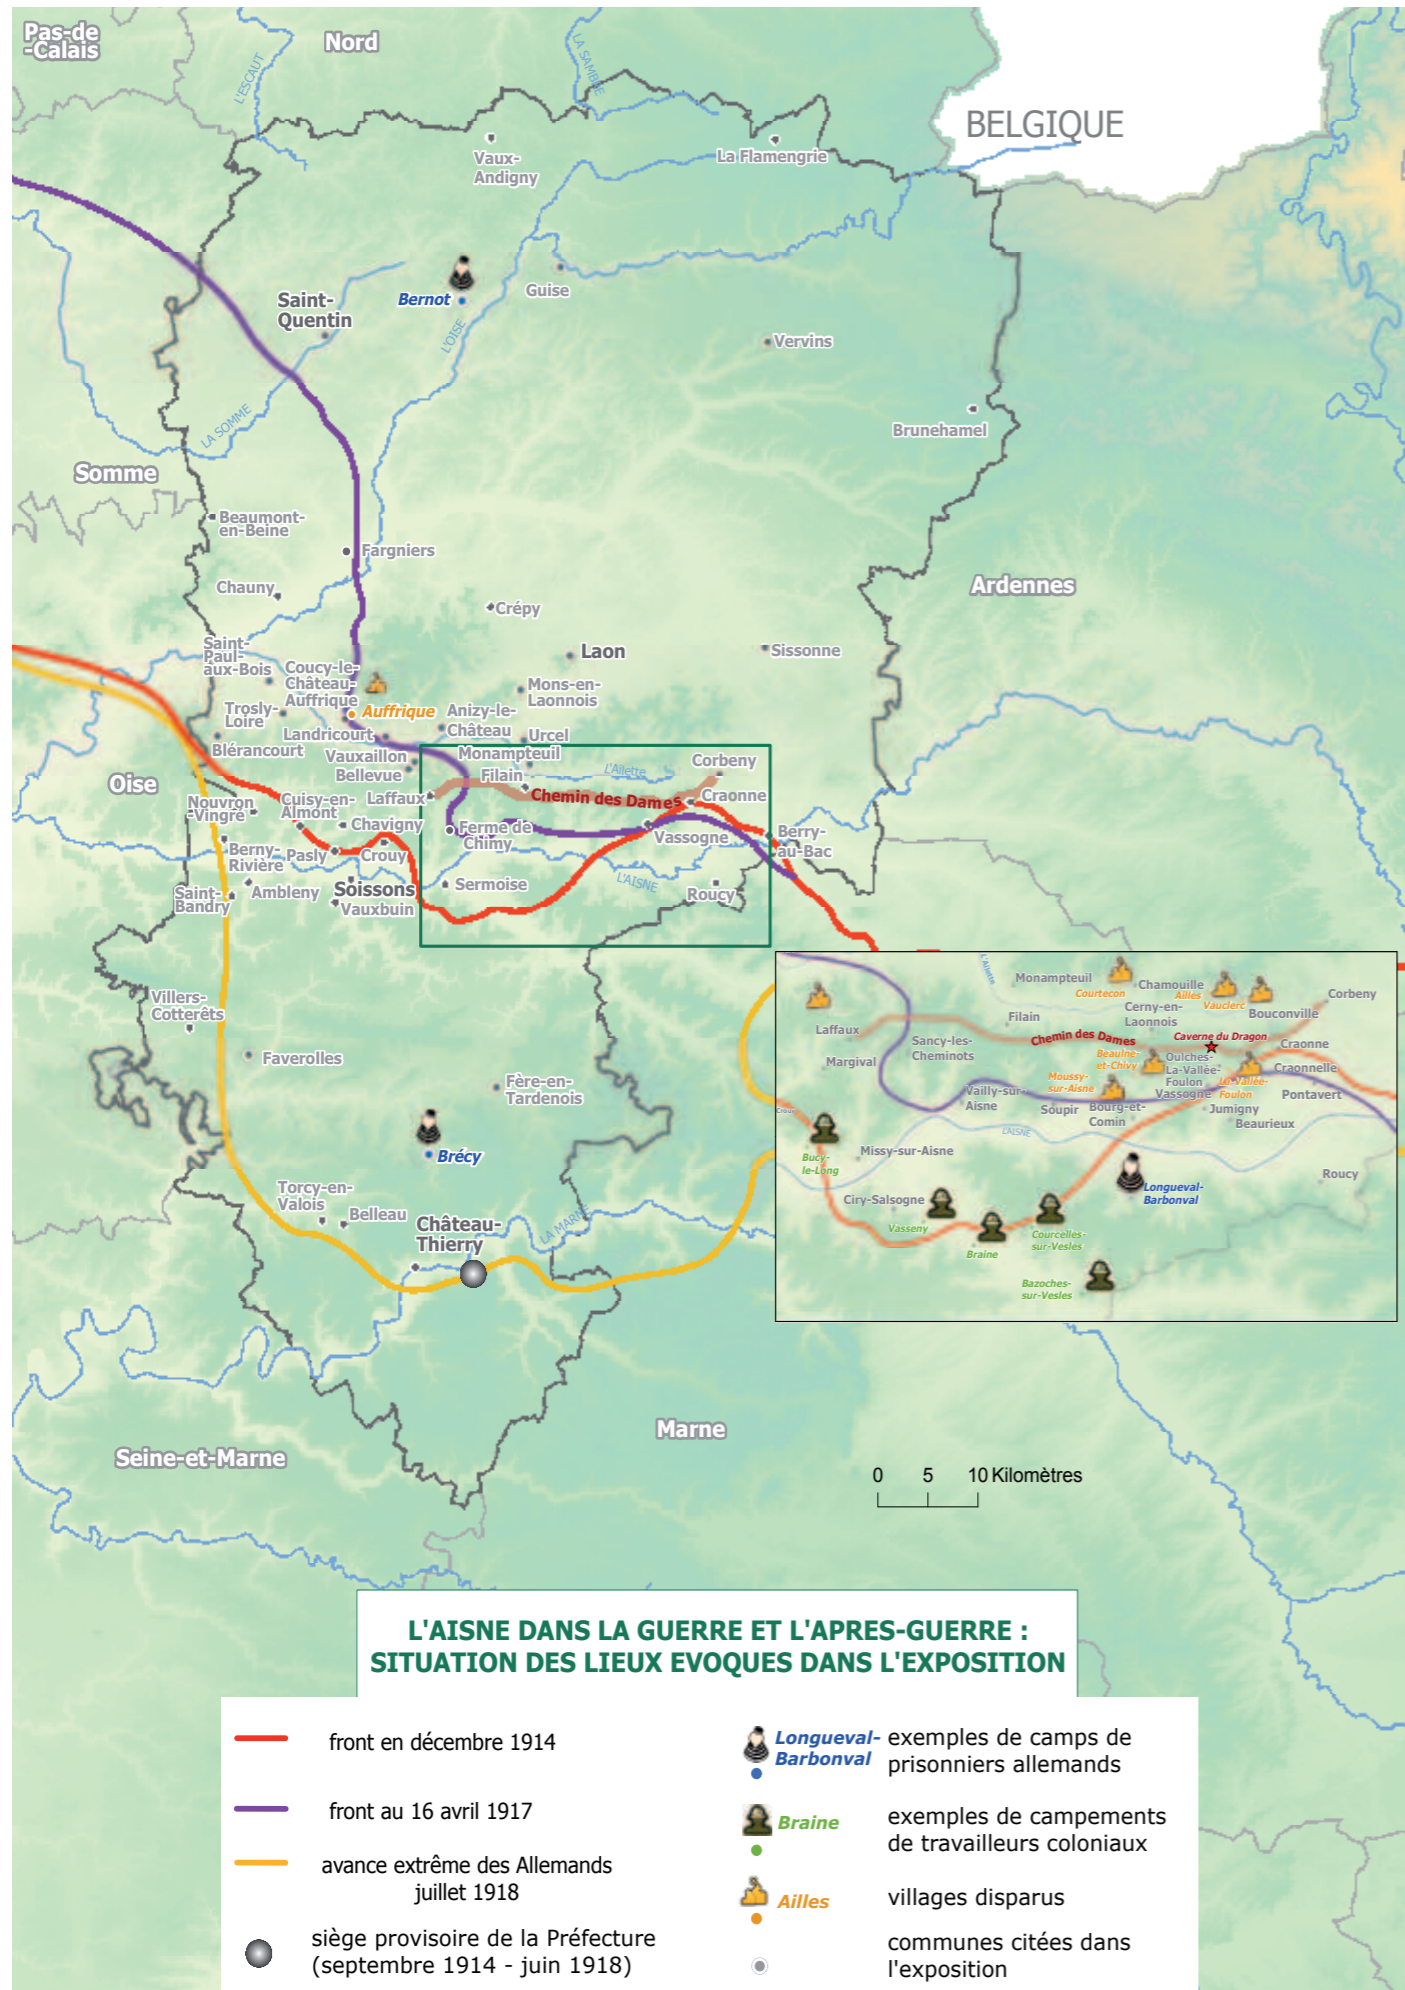 Pas-de
-Calais
Nord
L'ESCAUT
LA SAMBRE
BELGIQUE
Vaux-
Andigny
La Flamengrie
Bernot
Guise
Saint-
Quentin
L'OISE
Vervins
LA SOMME
Brunehamel
Somme
Beaumont-
en-Beine
Fargniers
Chauny
Ardennes
Crépy
Saint-
Paul-
aux-Bois
Laon
Sissonne
Coucy-le-
Château-
Auffrique
Mons-en-
Laonnois
Trosly-
Loire
Auffrique
Anizy-le-
Château
Landricourt
Urcel
Blérancourt
Vauxaillon
Monampteuil
Bellevue
Filain
L'Ailette
Corbeny
Oise
Nouvron
-Vingré
Cuisy-en-
Almont
Laffaux
Chemin des Dames
Craonne
Chavigny
Ferme de
Chimy
Vassogne
Berry-
au-Bac
Berny-
Rivière
Pasly
Crouy
L'AISNE
Saint-
Bandry
Ambleny
Soissons
Vauxbuin
Sermoise
Roucy
Villers-
Cotterêts
Faverolles
Fère-en-
Tardenois
Brécy
Torcy-en-
Valois
Belleau
Château-
Thierry
LA MARNE
L'Ailette
Monampteuil
Courtecon
Chamouille
Ailles
Vauclerc
Bouconville
Corbeny
Laffaux
Filain
Cerny-en-
Laonnois
Sancy-les-
Cheminots
Chemin des Dames
Caverne du Dragon
Craonne
Margival
Beaulne-
et-Chivy
Oulches-
La-Vallée-
Foulon
Craonnelle
Moussy-
sur-Aisne
La-Vallée-
Foulon
Vailly-sur-
Aisne
Soupir
Bourg-et-
Comin
Vassogne
Pontavert
Jumigny
Beaurieux
Crouy
L'AISNE
Bucy-
le-Long
Missy-sur-Aisne
Roucy
Longueval-
Barbonval
Ciry-Salsogne
Vasseny
Braine
Courcelles-
sur-Vesles
Bazoches-
sur-Vesles
Marne
Seine-et-Marne
0 5 10 Kilomètres
L'AISNE DANS LA GUERRE ET L'APRES-GUERRE :
SITUATION DES LIEUX EVOQUES DANS L'EXPOSITION
front en décembre 1914
front au 16 avril 1917
avance extrême des Allemands
juillet 1918
siège provisoire de la Préfecture
(septembre 1914 - juin 1918)
Longueval-
Barbonval
exemples de camps de
prisonniers allemands
Braine
exemples de campements
de travailleurs coloniaux
Ailles
villages disparus
communes citées dans
l'exposition